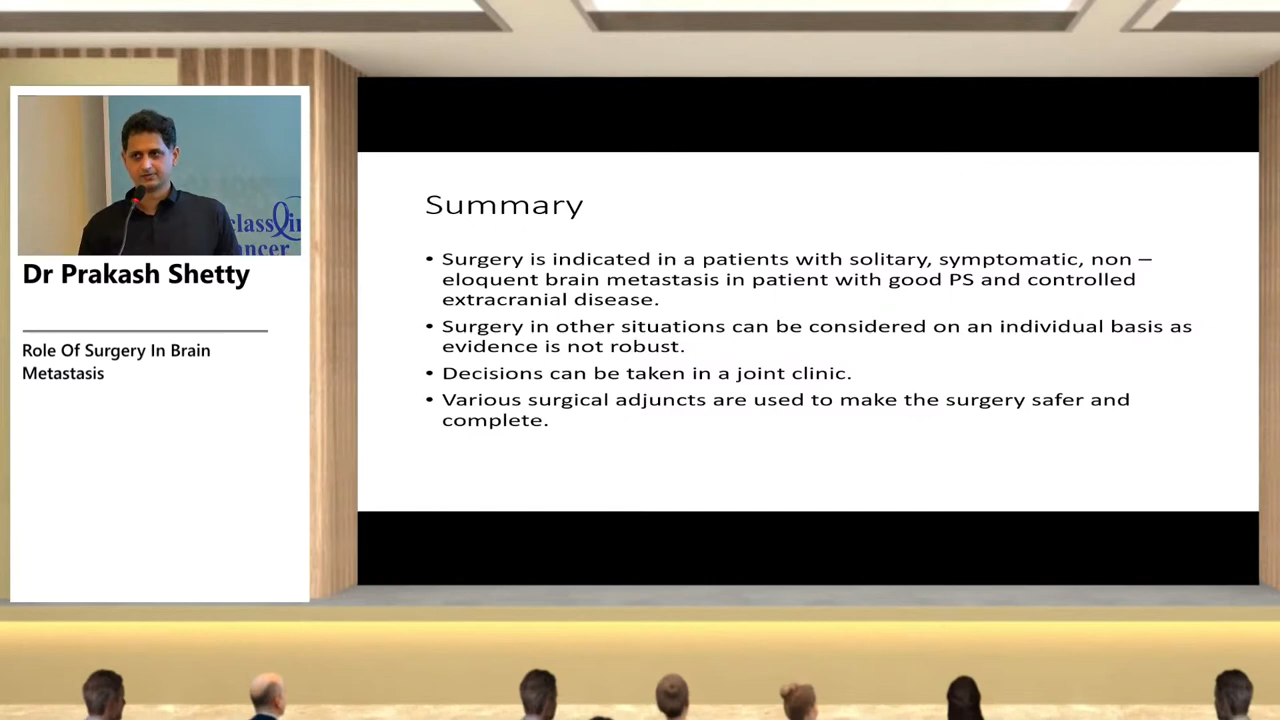 class in
ancer
Dr Prakash Shetty
Role Of Surgery In Brain
Metastasis
Summary
• Surgery is indicated in a patients with solitary, symptomatic, non –
eloquent brain metastasis in patient with good PS and controlled
extracranial disease.
• Surgery in other situations can be considered on an individual basis as
evidence is not robust.
• Decisions can be taken in a joint clinic.
• Various surgical adjuncts are used to make the surgery safer and
complete.